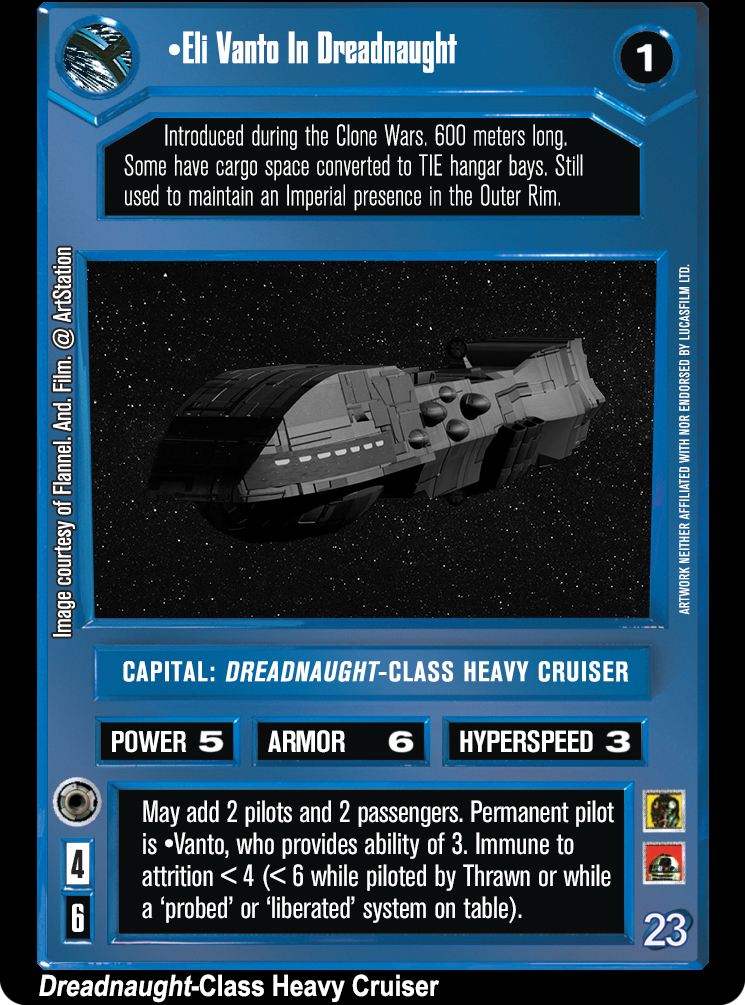 •Eli Vanto In Dreadnaught
1
Introduced during the Clone Wars. 600 meters long.
Some have cargo space converted to TIE hangar bays. Still
used to maintain an Imperial presence in the Outer Rim.
Image courtesy of Flannel. And. Film. @ ArtStation
ARTWORK NEITHER AFFILIATED WITH NOR ENDORSED BY LUCASFILM LTD.
CAPITAL: DREADNAUGHT-CLASS HEAVY CRUISER
POWER 5
ARMOR 6
HYPERSPEED 3
May add 2 pilots and 2 passengers. Permanent pilot
is •Vanto, who provides ability of 3. Immune to
attrition < 4 (< 6 while piloted by Thrawn or while
a ‘probed’ or ‘liberated’ system on table).
4
6
23
Dreadnaught-Class Heavy Cruiser